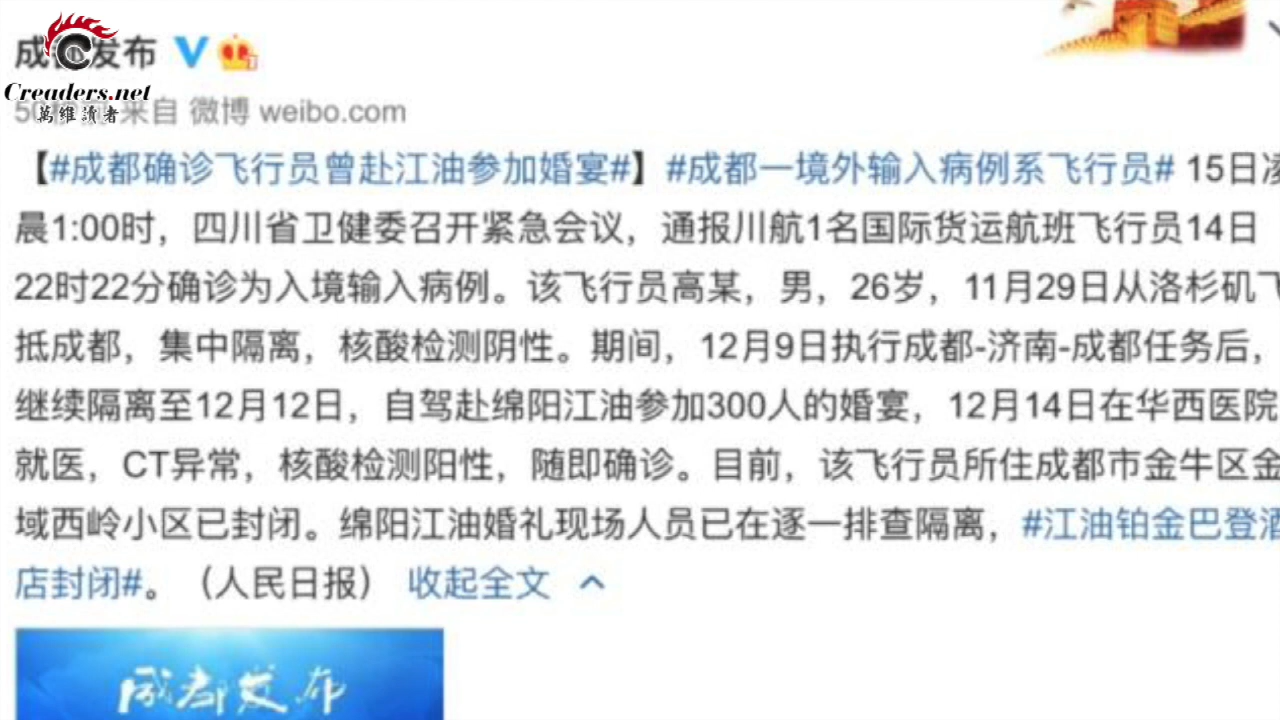 成都发布
Creaders.net
来自 微博 weibo.com
萬維讀者
【#成都确诊飞行员曾赴江油参加婚宴#】#成都一境外输入病例系飞行员# 15日凌
晨1:00时，四川省卫健委召开紧急会议，通报川航1名国际货运航班飞行员14日
22时22分确诊为入境输入病例。该飞行员高某，男，26岁，11月29日从洛杉矶飞
抵成都，集中隔离，核酸检测阴性。期间，12月9日执行成都-济南-成都任务后，
继续隔离至12月12日，自驾赴绵阳江油参加300人的婚宴，12月14日在华西医院
就医，CT异常，核酸检测阳性，随即确诊。目前，该飞行员所住成都市金牛区金
域西岭小区已封闭。绵阳江油婚礼现场人员已在逐一排查隔离，#江油铂金巴登酒
店封闭#。（人民日报） 收起全文
成都发布